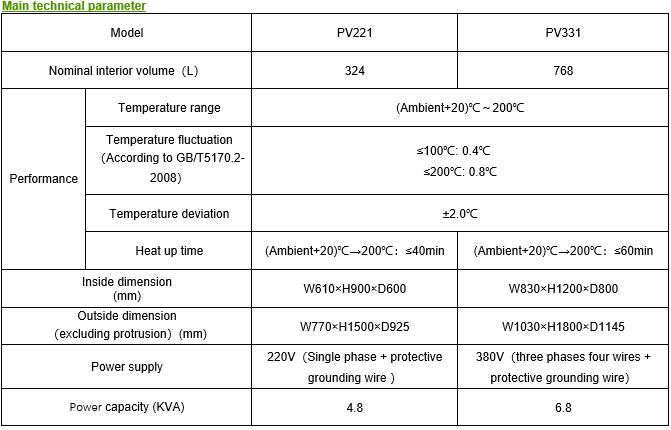 Main technical parameter
Model PV221 PV331
Nominal interior volume（L） 324 768
Performance
Temperature range (Ambient+20)℃～200℃
Temperature fluctuation
（According to GB/T5170.2-
2008） ≤100℃: 0.4℃
≤200℃: 0.8℃
Temperature deviation ±2.0℃
Heat up time (Ambient+20)℃→200℃：≤40min (Ambient+20)℃→200℃：≤60min
Inside dimension
(mm) W610×H900×D600 W830×H1200×D800
Outside dimension
（excluding protrusion）(mm) W770×H1500×D925 W1030×H1800×D1145
Power supply 220V（Single phase + protective
grounding wire ） 380V（three phases four wires +
protective grounding wire）
Power capacity (KVA) 4.8 6.8